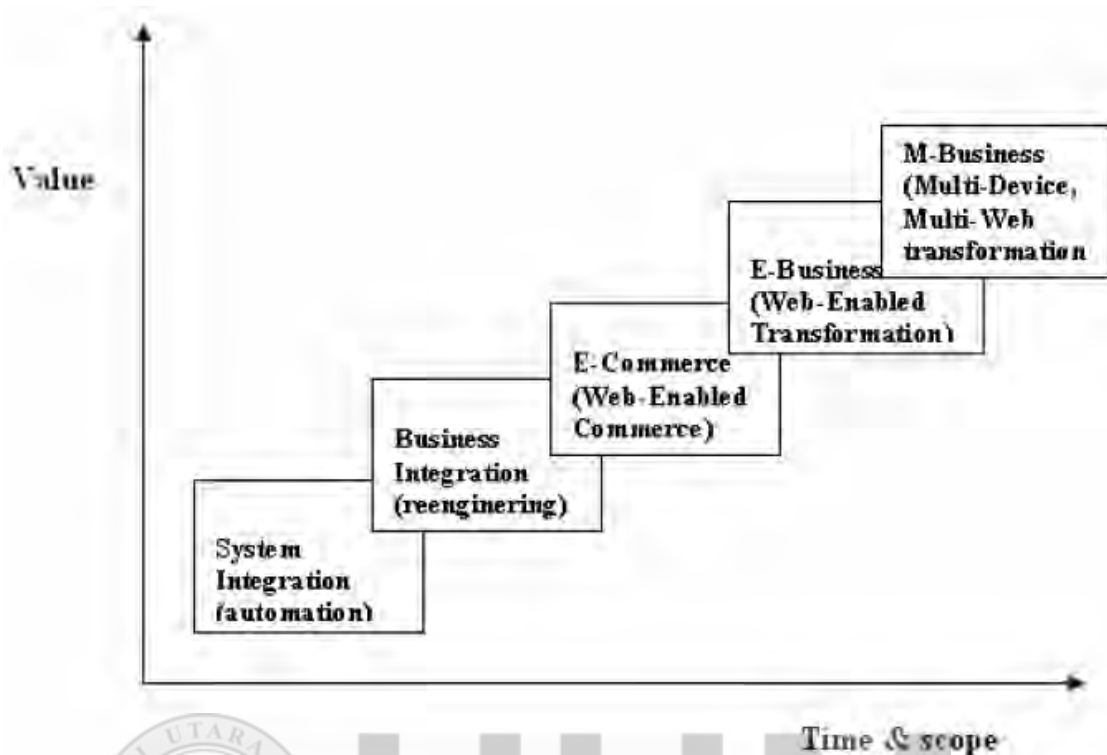 Value
M-Business
(Multi-Device,
Multi-Web
transformation
E-Business
(Web-Enabled
Transformation)
E-Commerce
(Web-Enabled
Commerce)
Business
Integration
(reenginering)
System
Integration
(automation)
Time & scope
UTARA